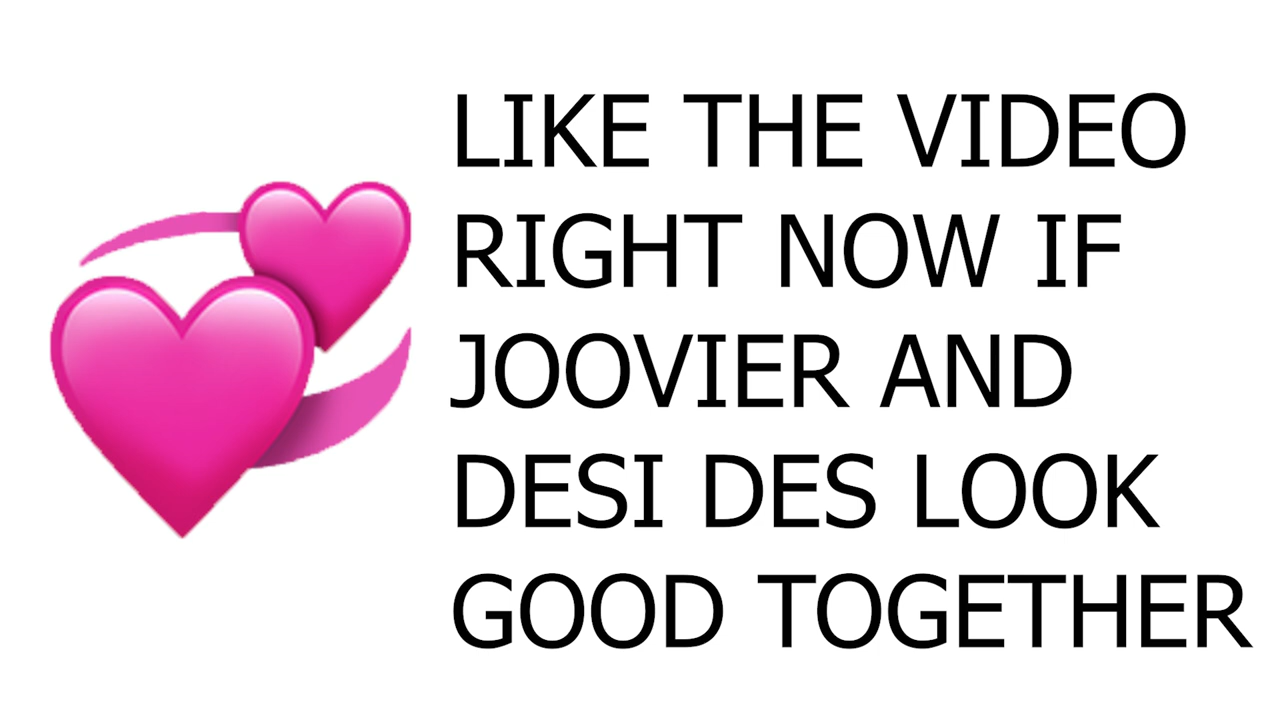 LIKE THE VIDEO
RIGHT NOW IF
JOOVIER AND
DESI DES LOOK
GOOD TOGETHER